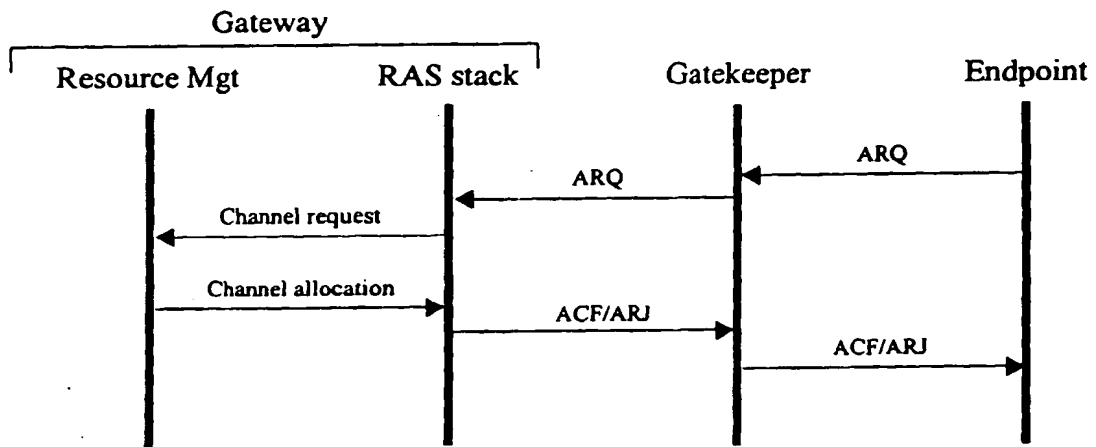 Gateway
Resource Mgt RAS stack Gatekeeper Endpoint
ARQ
ARQ
Channel request
Channel allocation
ACF/ARJ
ACF/ARJ